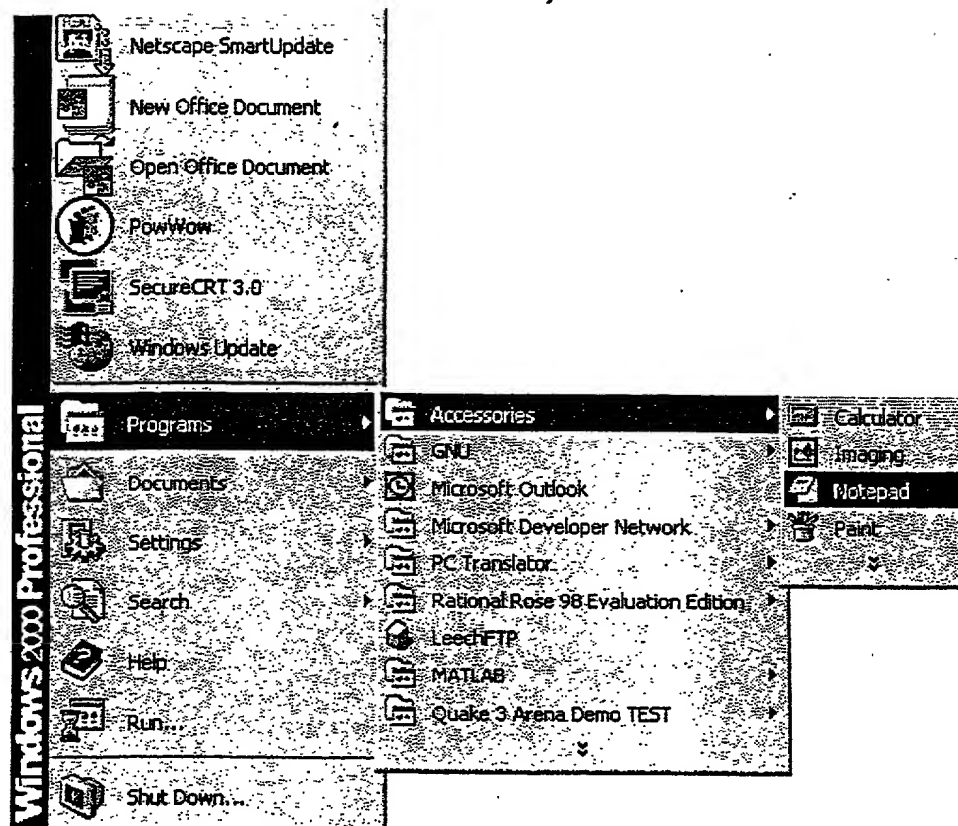 Netscape SmartUpdate
New Office Document
Open Office Document
PowWow
SecureCRT 3.0
Windows Update
Windows 2000 Professional
Programs
Documents
Settings
Search
Help
Run...
Shut Down...
Accessories
GNU
Microsoft Outlook
Microsoft Developer Network
PC Translator
Rational Rose 98 Evaluation Edition
LeechFTP
MATLAB
Quake 3 Arena Demo TEST
Calculator
Imaging
Notepad
Paint